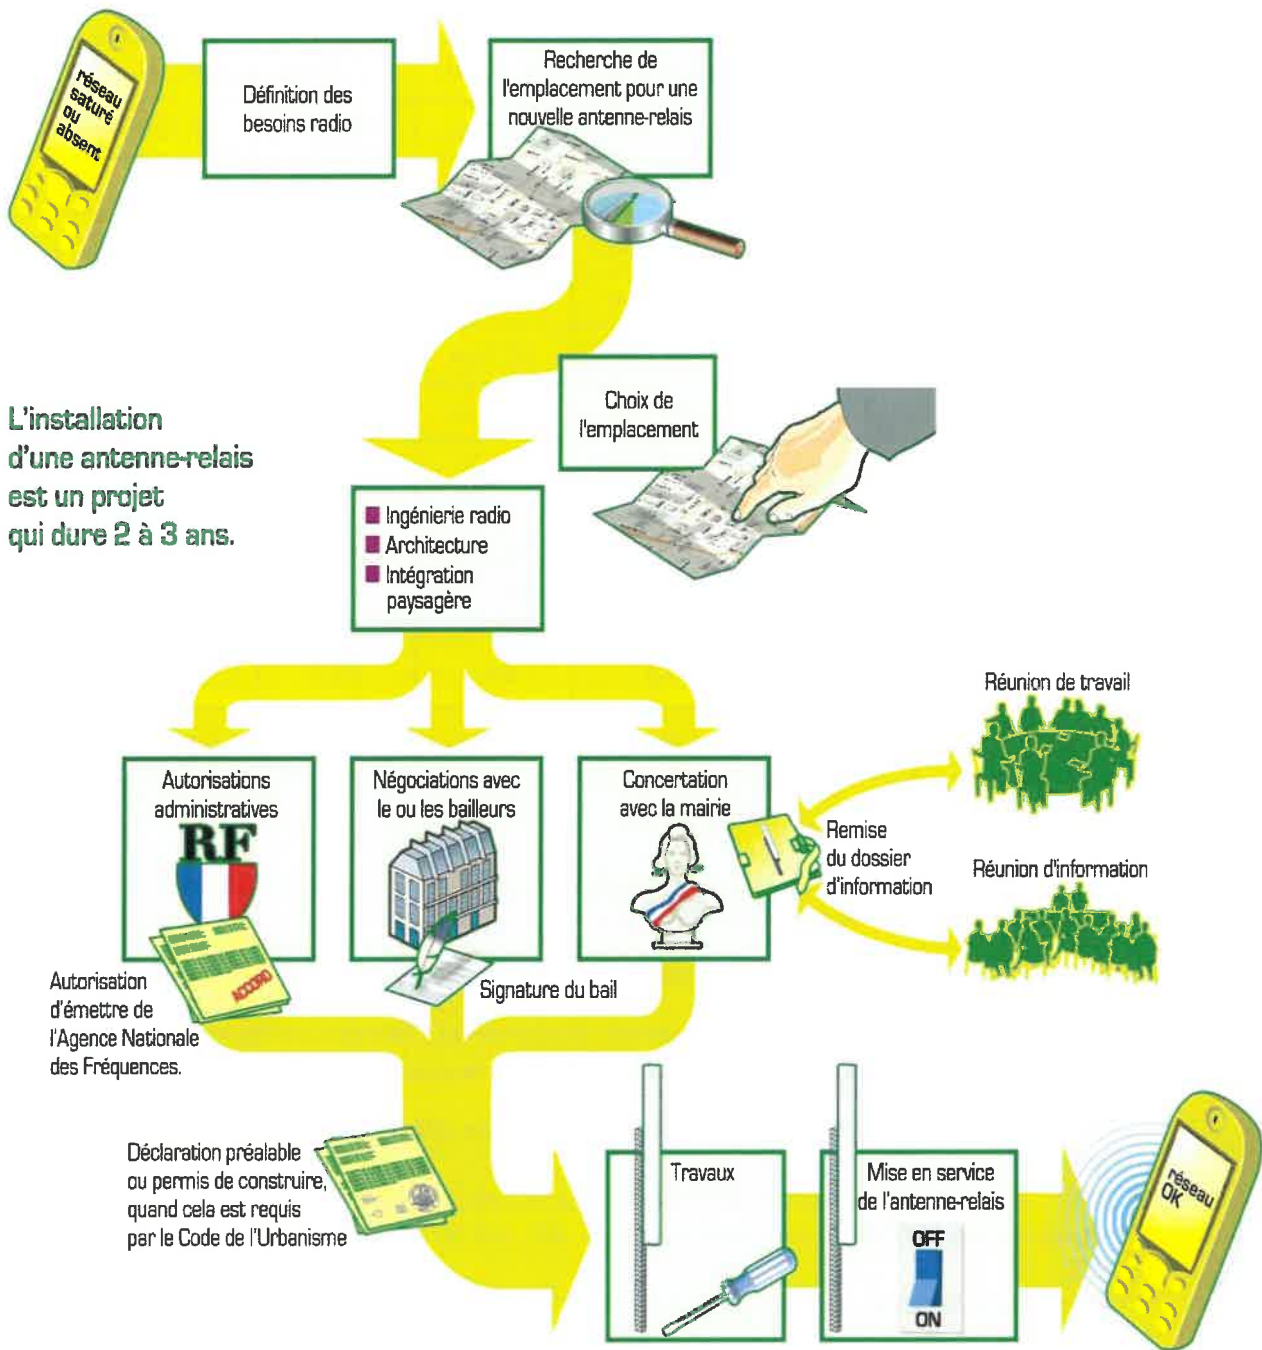 réseau
saturé
ou
absent
Définition des
besoins radio
Recherche de
l'emplacement pour une
nouvelle antenne-relais
Choix de
l'emplacement
L'installation
d'une antenne-relais
est un projet
qui dure 2 à 3 ans.
Ingénierie radio
Architecture
Intégration
paysagère
Autorisations
administratives
RF
ACCORD
Autorisation
d'émettre de
l'Agence Nationale
des Fréquences.
Négociations avec
le ou les bailleurs
Signature du bail
Concertation
avec la mairie
Remise
du dossier
d'information
Réunion de travail
Réunion d'information
Déclaration préalable
ou permis de construire,
quand cela est requis
par le Code de l'Urbanisme
Travaux
Mise en service
de l'antenne-relais
OFF
ON
réseau
OK